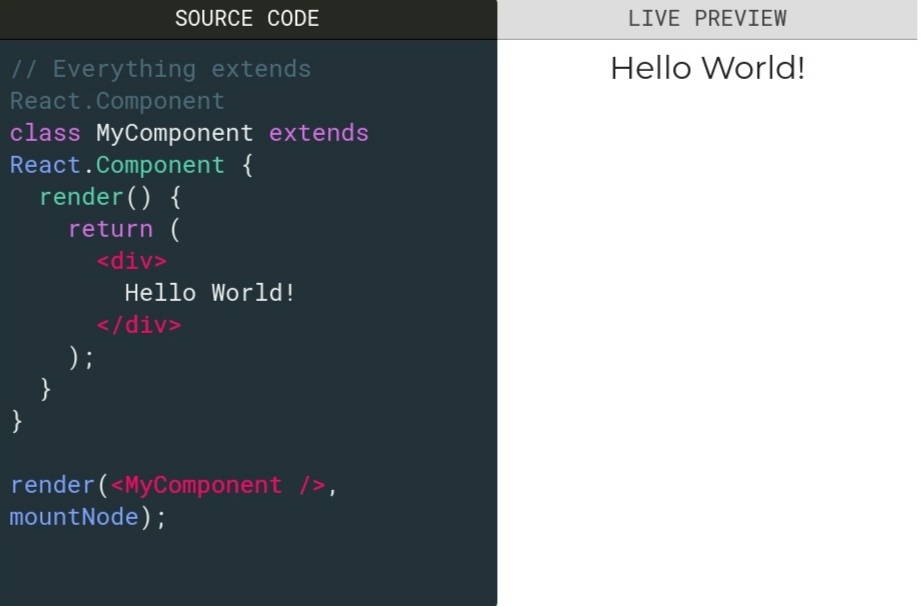 SOURCE CODE
// Everything extends
React.Component
class MyComponent extends
React.Component {
  render() {
    return (
      <div>
        Hello World!
      </div>
    );
  }
}
render(<MyComponent />,
mountNode);
LIVE PREVIEW
Hello World!